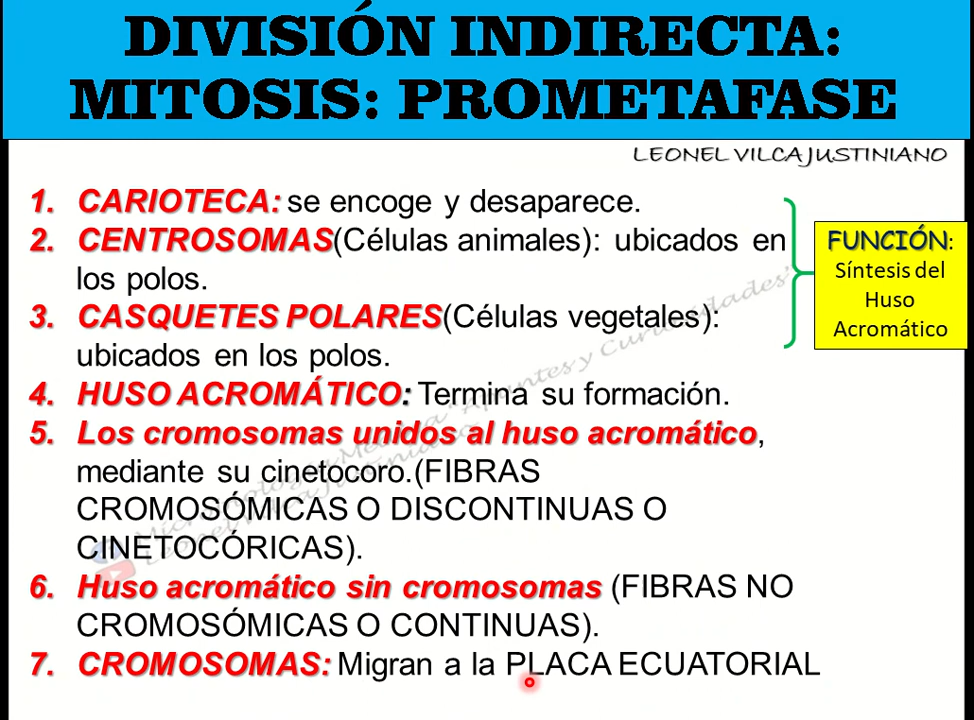 DIVISIÓN INDIRECTA:
MITOSIS: PROMETAFASE
LEONEL VILCA JUSTINIANO
1. CARIOTECA: se encoge y desaparece.
2. CENTROSOMAS(Células animales): ubicados en
los polos.
3. CASQUETES POLARES(Células vegetales):
ubicados en los polos.
4. HUSO ACROMÁTICO: Termina su formación.
5. Los cromosomas unidos al huso acromático,
mediante su cinetocoro.(FIBRAS
CROMOSÓMICAS O DISCONTINUAS O
CINETOCÓRICAS).
6. Huso acromático sin cromosomas (FIBRAS NO
CROMOSÓMICAS O CONTINUAS).
7. CROMOSOMAS: Migran a la PLACA ECUATORIAL
FUNCIÓN:
Síntesis del
Huso
Acromático
Apuntes y Curiosidades"